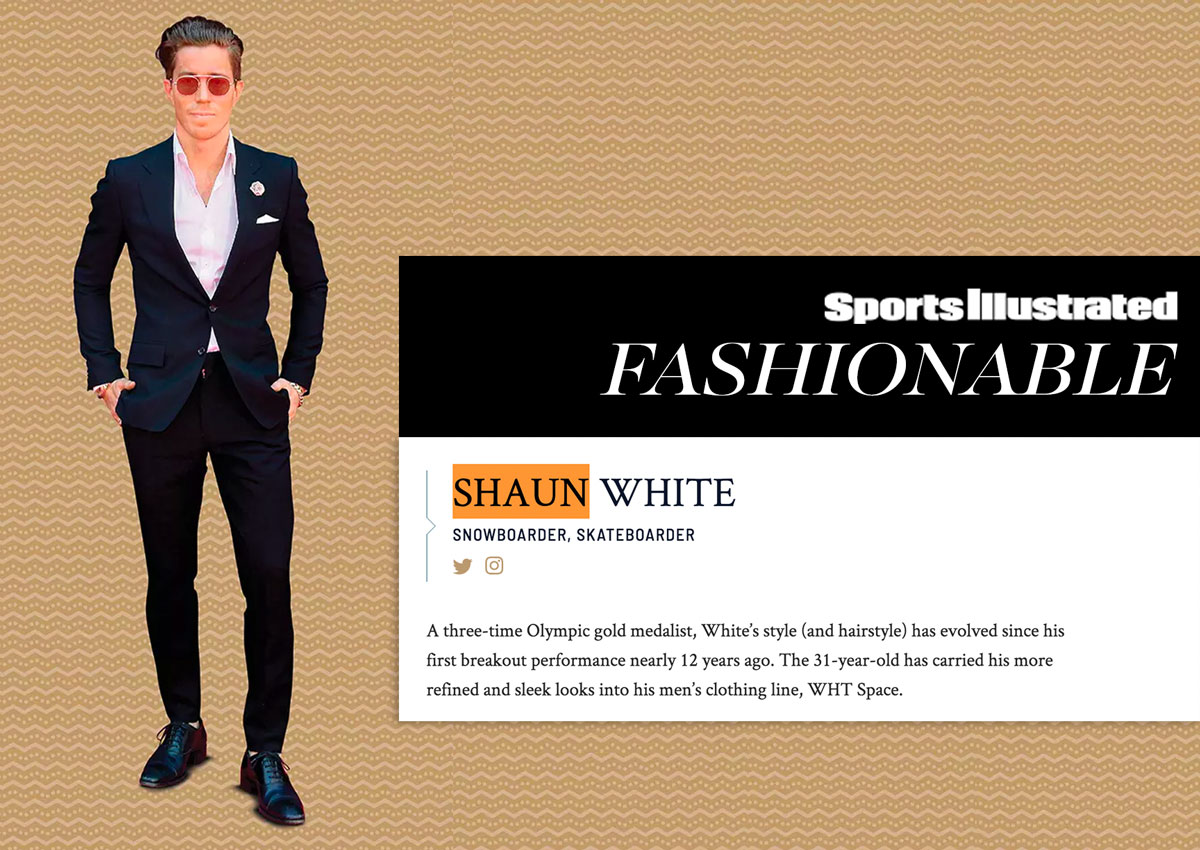 Sports Illustrated
FASHIONABLE
SHAUN WHITE
SNOWBOARDER, SKATEBOARDER
A three-time Olympic gold medalist, White’s style (and hairstyle) has evolved since his
first breakout performance nearly 12 years ago. The 31-year-old has carried his more
refined and sleek looks into his men’s clothing line, WHT Space.